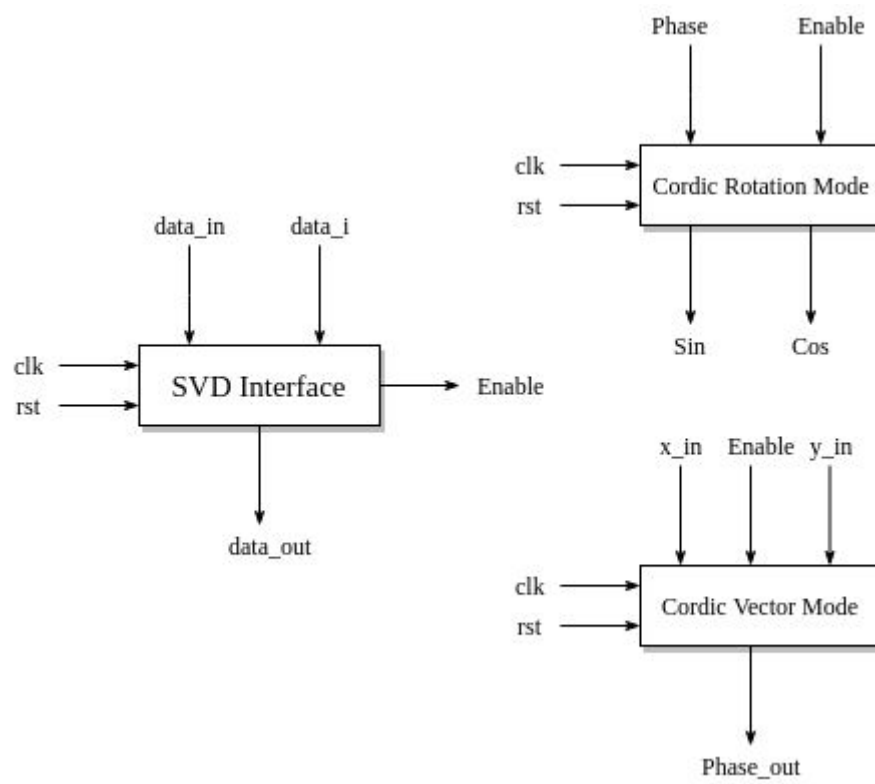 Phase
Enable
clk
rst
Cordic Rotation Mode
Sin
Cos
data_in
data_i
clk
rst
SVD Interface
Enable
data_out
x_in
Enable
y_in
clk
rst
Cordic Vector Mode
Phase_out